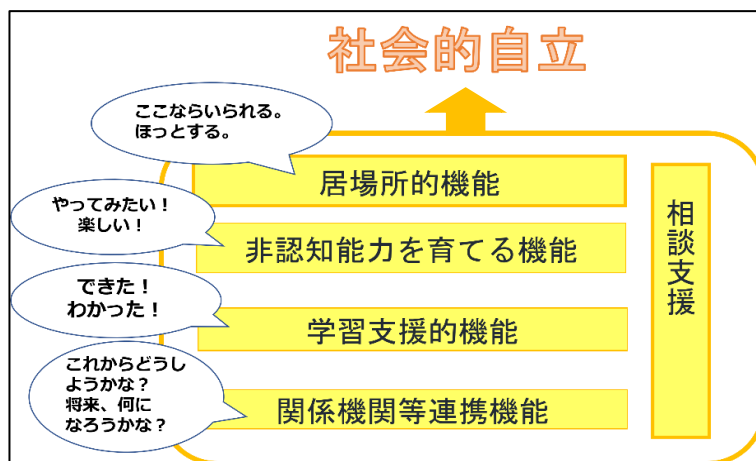 社会的自立
ここならいられる。
ほっとする。
居場所的機能
やってみたい!
楽しい!
非認知能力を育てる機能
できた!
わかった!
学習支援的機能
これからどうし
ようかな?
将来、何に
なろうかな?
関係機関等連携機能
相談支援